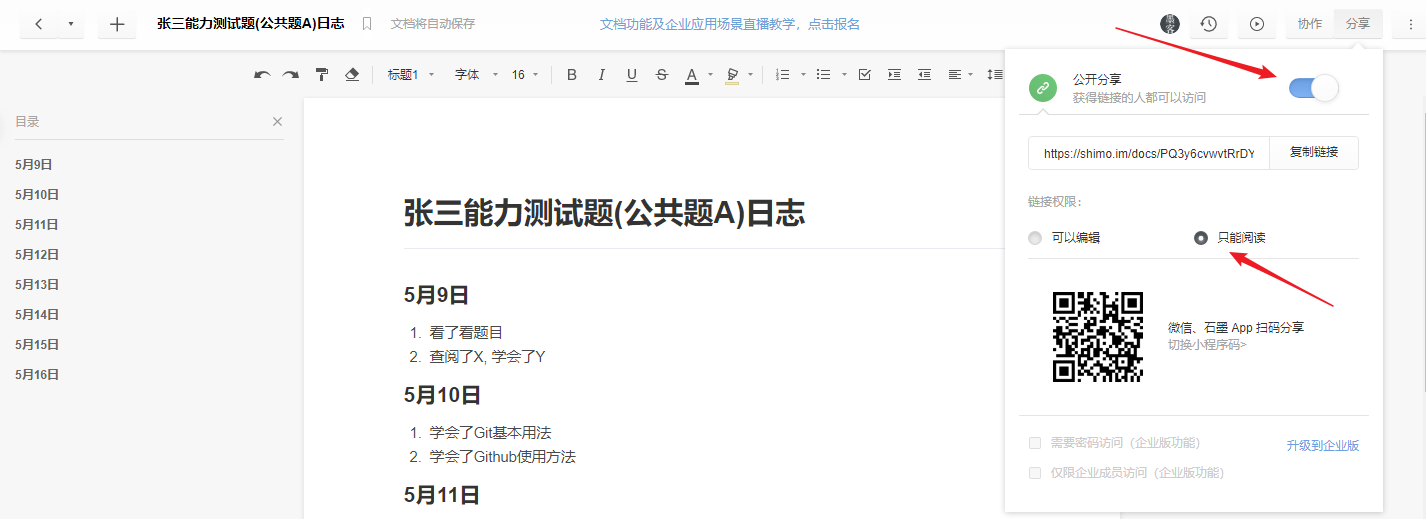 张三能力测试题(公共题A)日志
文档将自动保存
文档功能及企业应用场景直播教学，点击报名
协作
分享
标题1
字体
16
B
I
U
S
A
目录
5月9日
5月10日
5月11日
5月12日
5月13日
5月14日
5月15日
5月16日
张三能力测试题(公共题A)日志
5月9日
1. 看了看题目
2. 查阅了X, 学会了Y
5月10日
1. 学会了Git基本用法
2. 学会了Github使用方法
5月11日
公开分享
获得链接的人都可以访问
https://shimo.im/docs/PQ3y6cvwvtRrDY
复制链接
链接权限：
可以编辑
只能阅读
微信、石墨 App 扫码分享
切换小程序码>
需要密码访问（企业版功能）
升级到企业版
仅限企业成员访问（企业版功能）